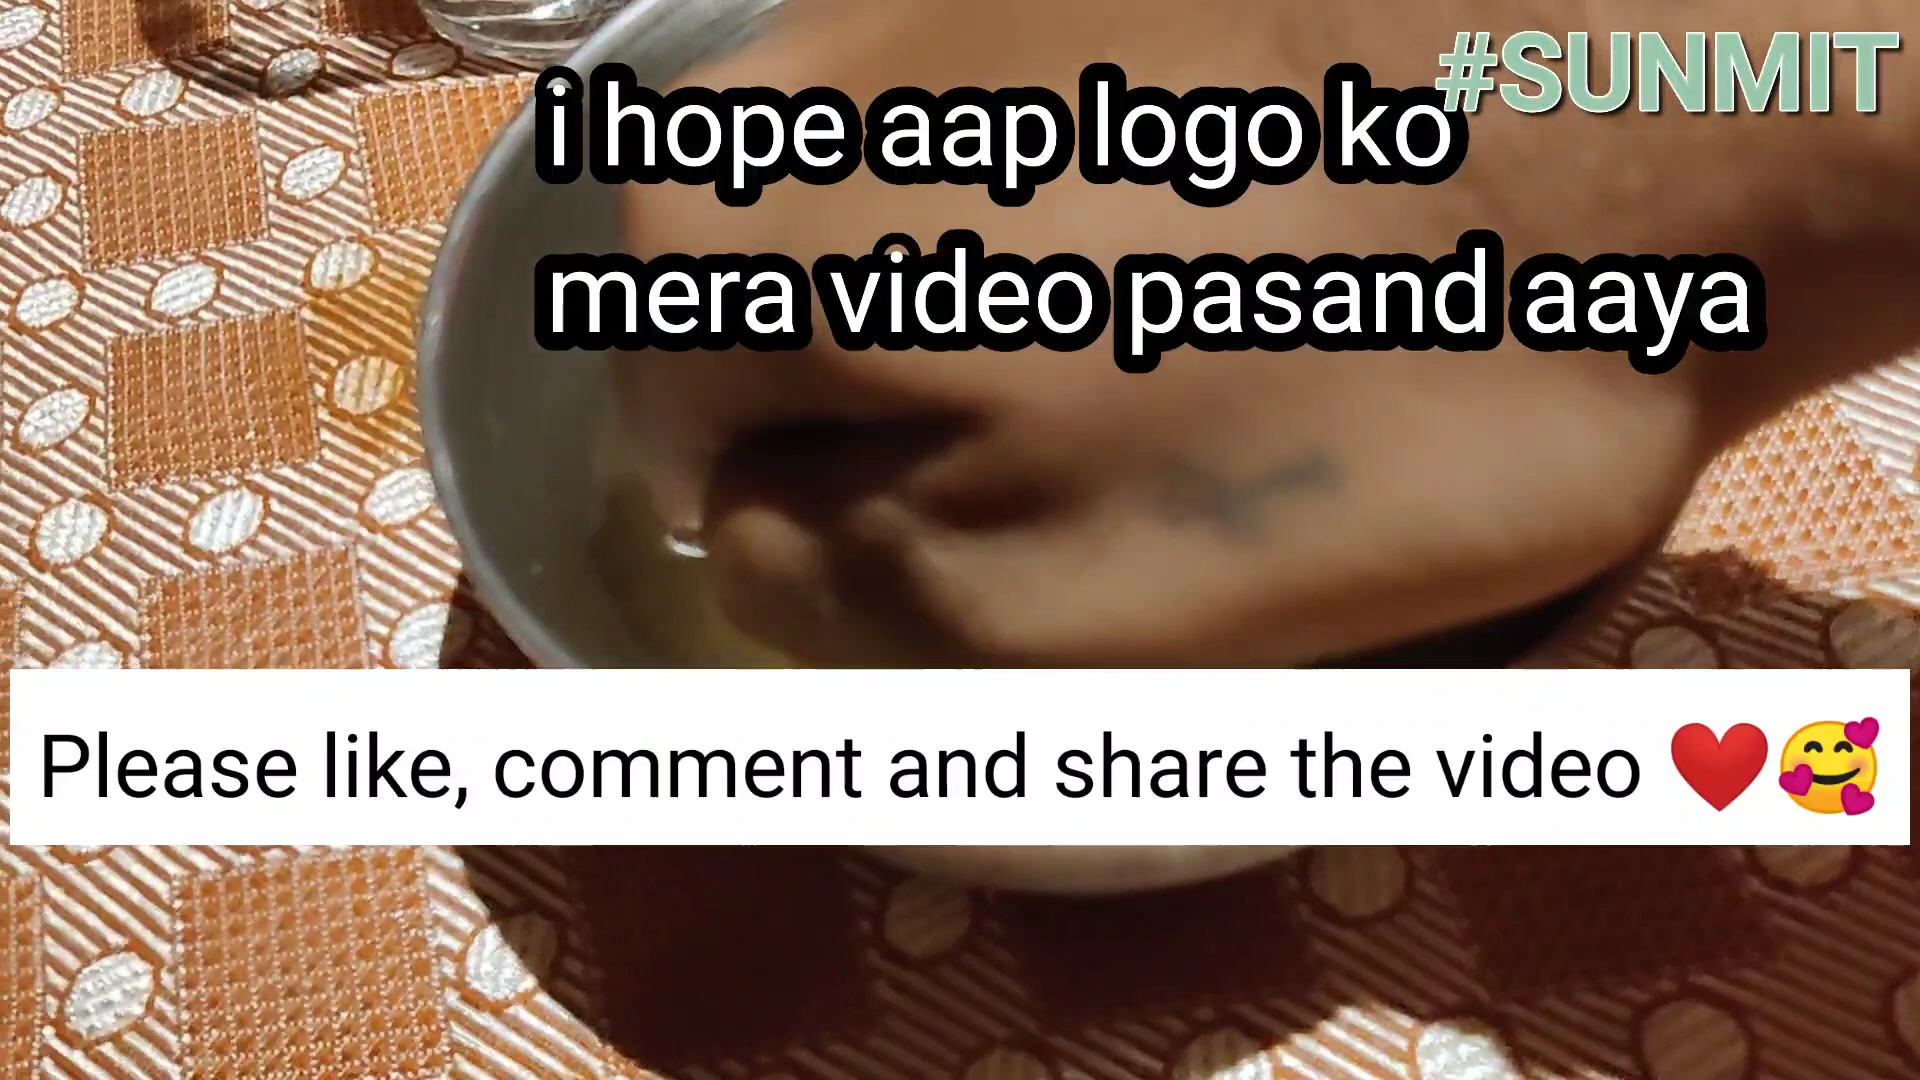 #SUNMIT
i hope aap logo ko
mera video pasand aaya
Please like, comment and share the video ❤️🥰